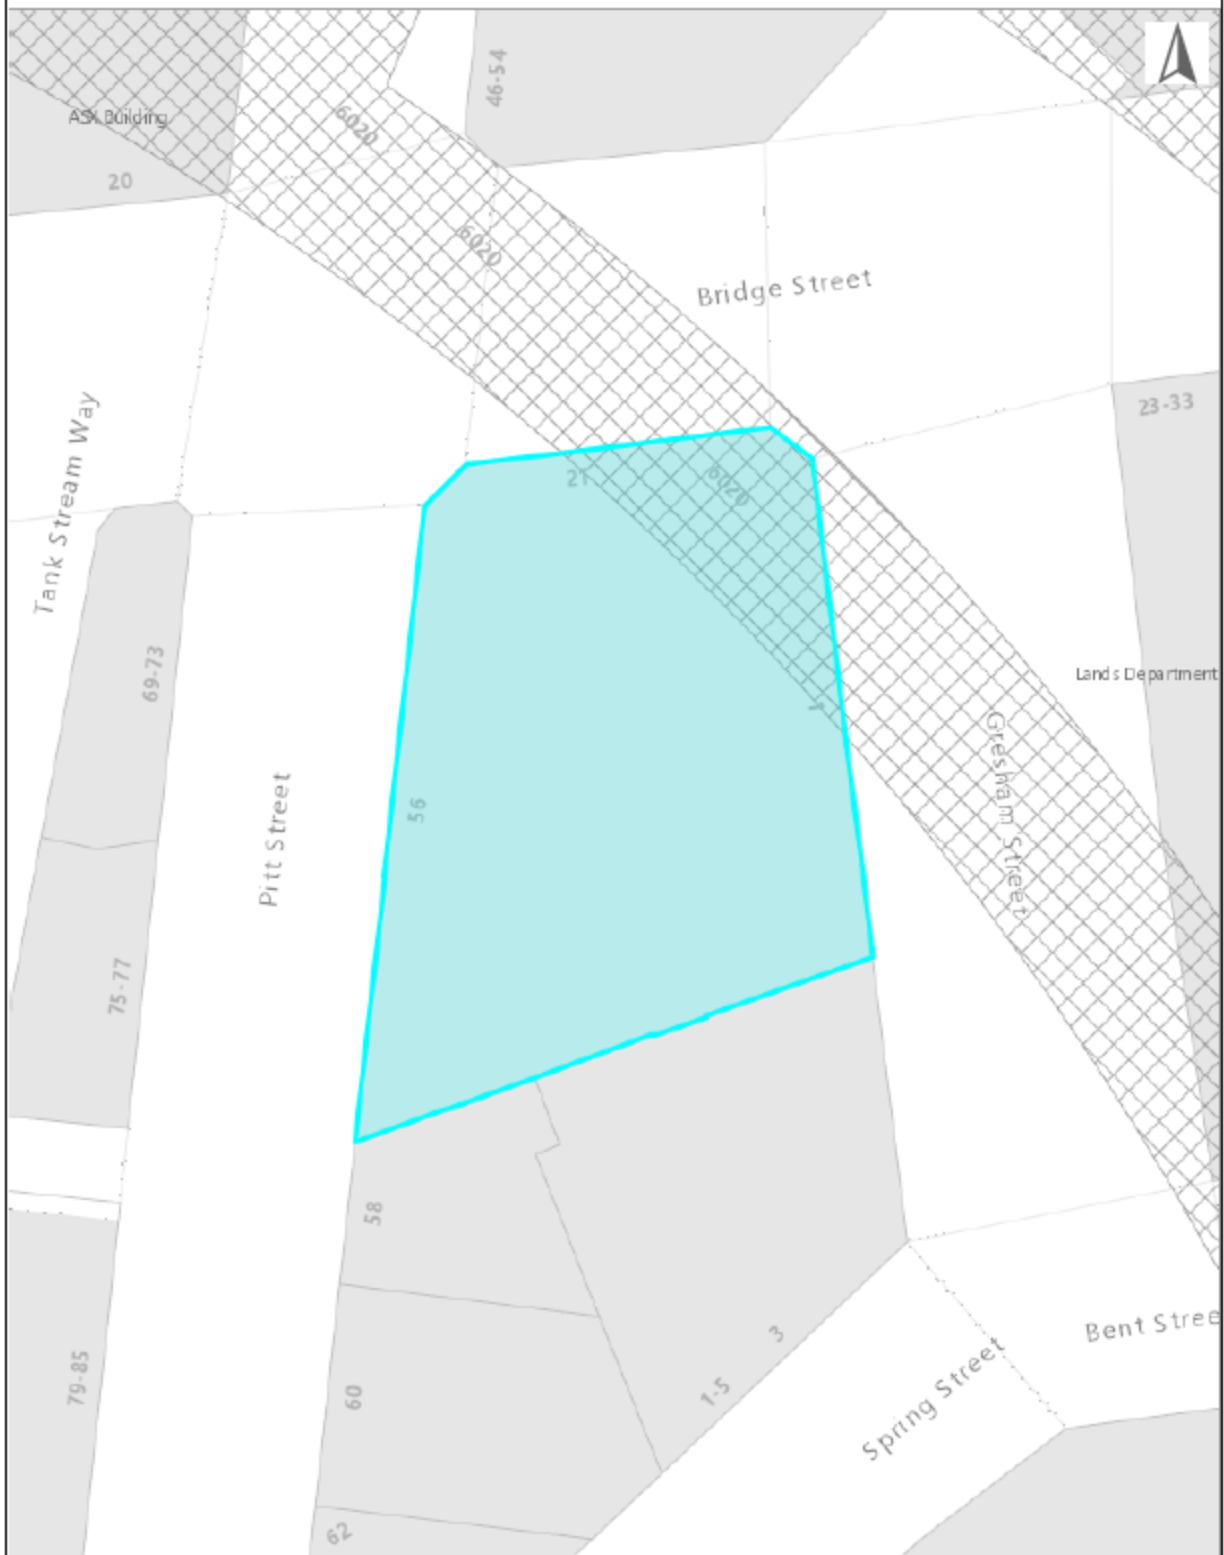 46-54
6020
ASX Building
20
6020
Bridge Street
23-33
Tank Stream Way
21
6020
69-73
Lands Department
7
Gresham Street
56
Pitt Street
75-77
58
3
Bent Stree
79-85
1-5
60
Spring Street
62